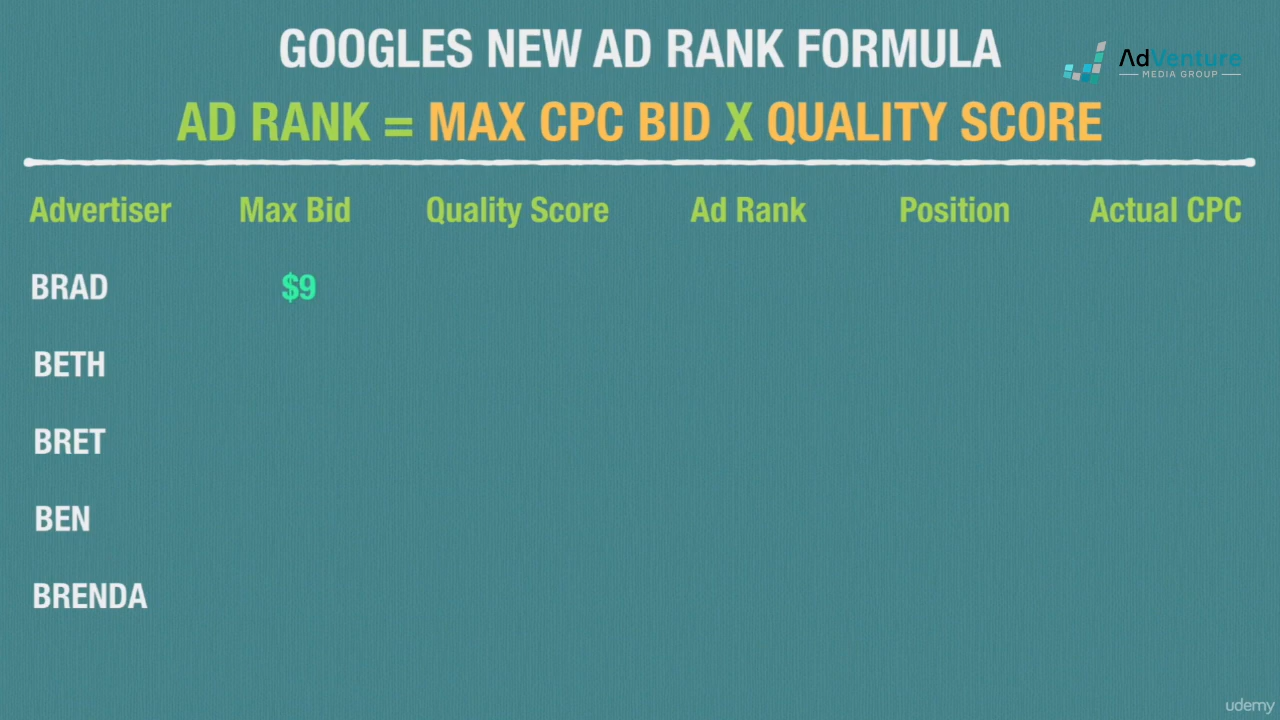 GOOGLES NEW AD RANK FORMULA
AdVenture
MEDIA GROUP
AD RANK = MAX CPC BID X QUALITY SCORE
Advertiser Max Bid Quality Score Ad Rank Position Actual CPC
BRAD $9
BETH
BRET
BEN
BRENDA
udemy